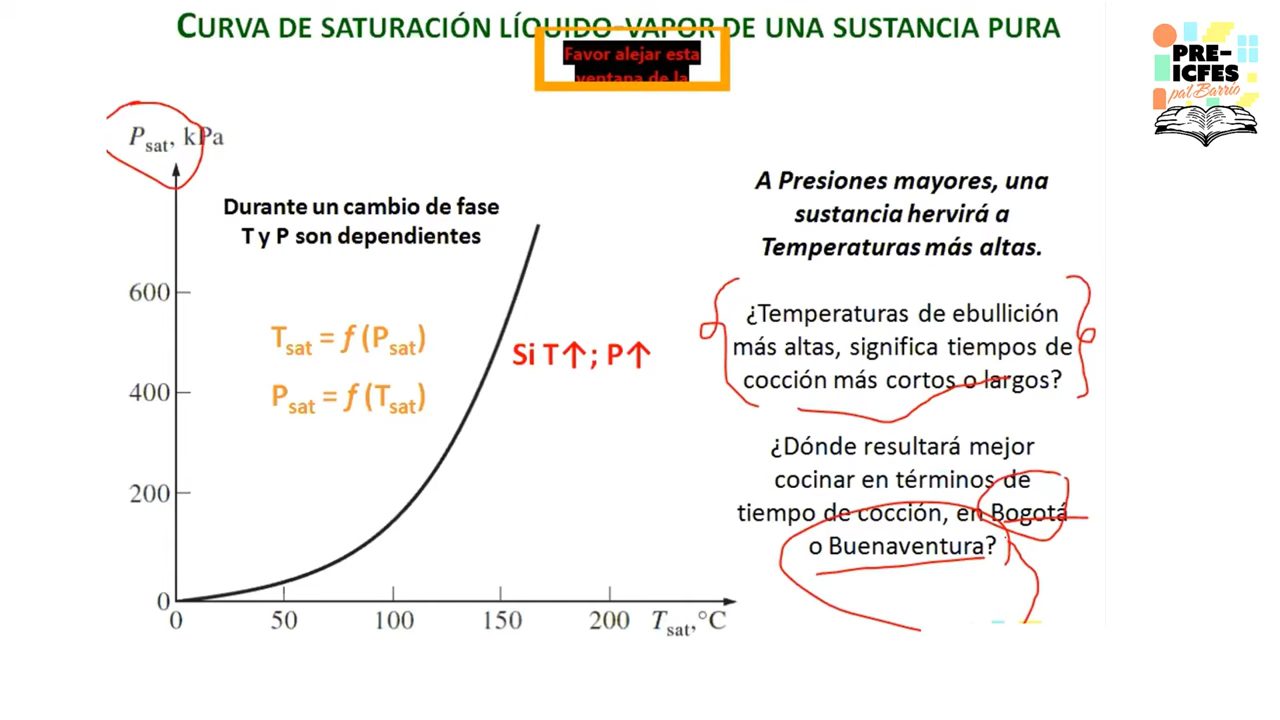 CURVA DE SATURACIÓN LÍQUIDO-VAPOR DE UNA SUSTANCIA PURA
Favor alejar esta
ventana de la
PRE-
ICFES
pa'l Barrio
Psat, kPa
Durante un cambio de fase
T y P son dependientes
A Presiones mayores, una
sustancia hervirá a
Temperaturas más altas.
600
400
200
0
Tsat = f (Psat)
Psat = f (Tsat)
Si T↑; P↑
¿Temperaturas de ebullición
más altas, significa tiempos de
cocción más cortos o largos?
¿Dónde resultará mejor
cocinar en términos de
tiempo de cocción, en Bogotá
o Buenaventura?
0 50 100 150 200 Tsat, °C